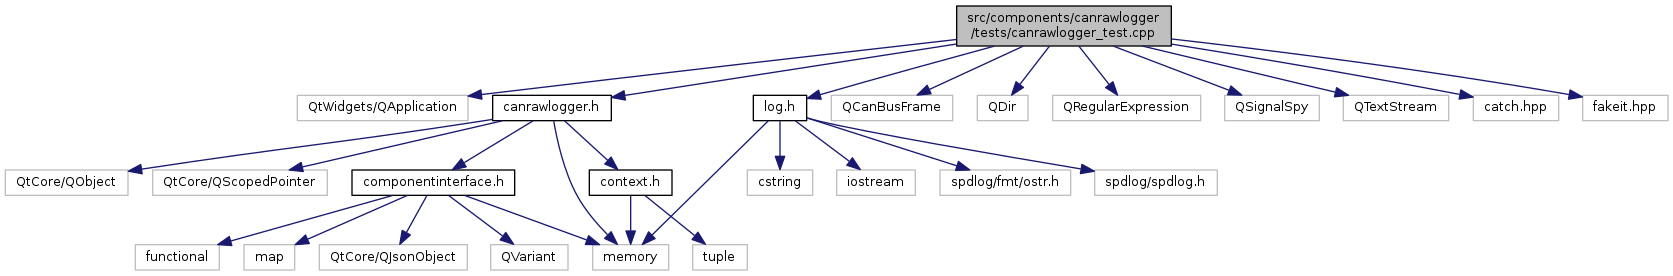 src/components/canrawlogger
/tests/canrawlogger_test.cpp
QtWidgets/QApplication
canrawlogger.h
log.h
QCanBusFrame
QDir
QRegularExpression
QSignalSpy
QTextStream
catch.hpp
fakeit.hpp
QtCore/QObject
QtCore/QScopedPointer
componentinterface.h
context.h
cstring
iostream
spdlog/fmt/ostr.h
spdlog/spdlog.h
functional
map
QtCore/QJsonObject
QVariant
memory
tuple